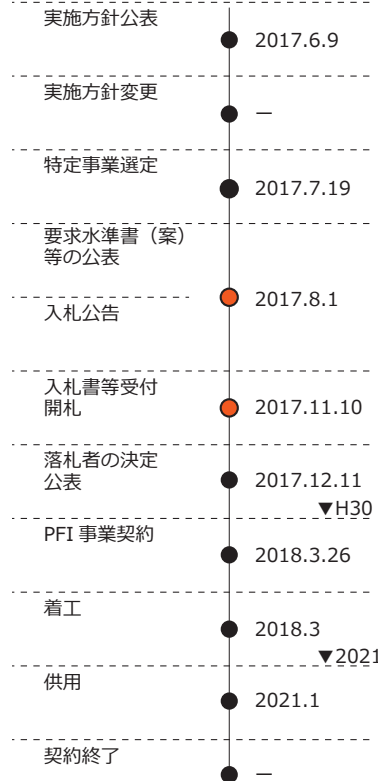 実施方針公表
2017.6.9
実施方針変更
－
特定事業選定
2017.7.19
要求水準書（案）
等の公表
2017.8.1
入札公告
入札書等受付
開札
2017.11.10
落札者の決定
公表
2017.12.11
▼H30
PFI 事業契約
2018.3.26
着工
2018.3
▼2021
供用
2021.1
契約終了
－